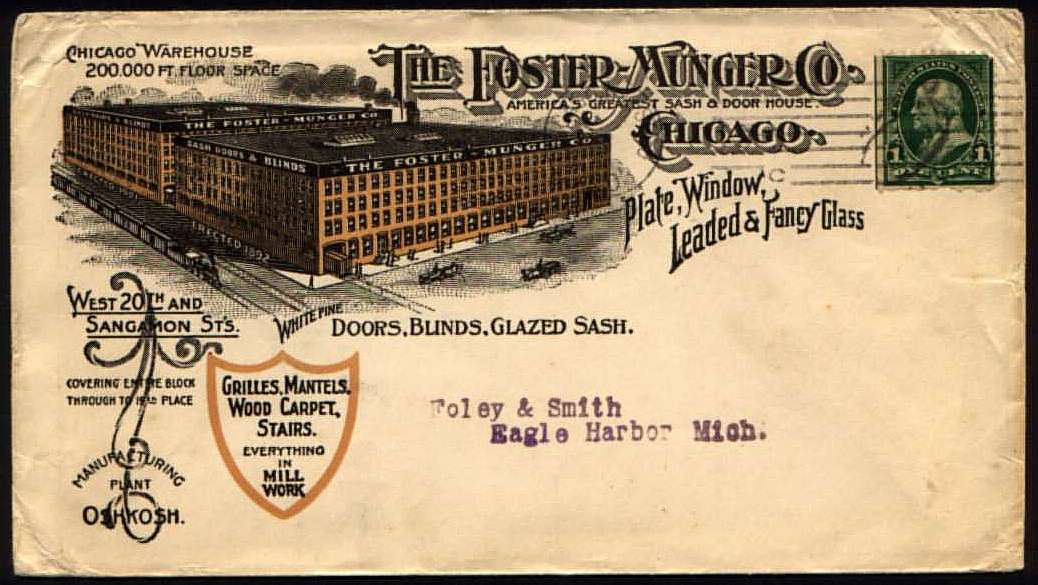 CHICAGO WAREHOUSE
200.000 FT. FLOOR SPACE
THE FOSTER-MUNGER CO.
AMERICA'S GREATEST SASH & DOOR HOUSE.
CHICAGO
Plate, Window,
Leaded & Fancy Glass
UNITED STATES POSTAGE
1 1
ONE CENT
& BLINDS
THE FOSTER-MUNGER CO
SASH DOORS & BLINDS
THE FOSTER-MUNGER CO
ERECTED 1892
WEST 20TH AND
SANGAMON ST'S.
WHITE PINE
DOORS, BLINDS, GLAZED SASH.
COVERING ENTIRE BLOCK
THROUGH TO 19TH PLACE
GRILLES, MANTELS,
WOOD CARPET,
STAIRS.
EVERYTHING
IN
MILL
WORK
MANUFACTURING
PLANT
OSHKOSH.
Foley & Smith
Eagle Harbor Mich.